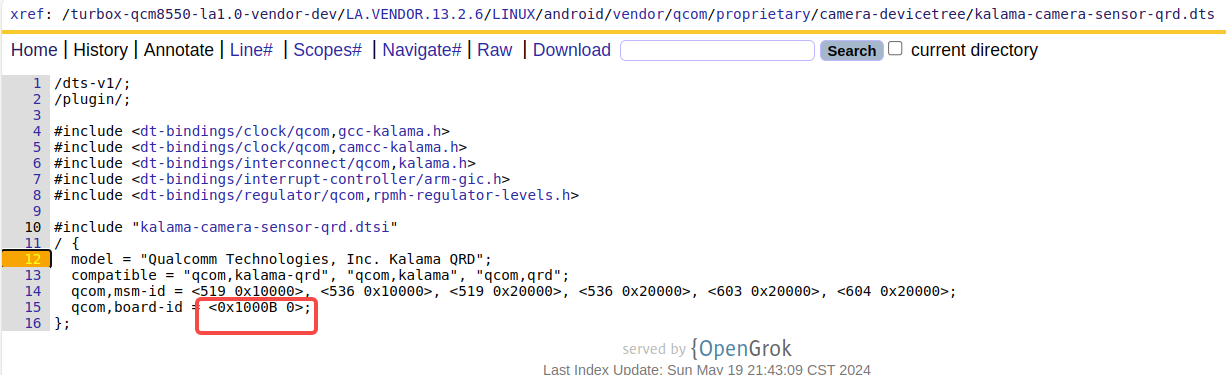 xref: /turbox-qcm8550-la1.0-vendor-dev/LA.VENDOR.13.2.6/LINUX/android/vendor/qcom/proprietary/camera-devicetree/kalama-camera-sensor-qrd.dts
Home | History | Annotate | Line# | Scopes# | Navigate# | Raw | Download Search current directory
1 /dts-v1/;
2 /plugin/;
3
4 #include <dt-bindings/clock/qcom,gcc-kalama.h>
5 #include <dt-bindings/clock/qcom,camcc-kalama.h>
6 #include <dt-bindings/interconnect/qcom,kalama.h>
7 #include <dt-bindings/interrupt-controller/arm-gic.h>
8 #include <dt-bindings/regulator/qcom,rpmh-regulator-levels.h>
9
10 #include "kalama-camera-sensor-qrd.dtsi"
11 / {
12   model = "Qualcomm Technologies, Inc. Kalama QRD";
13   compatible = "qcom,kalama-qrd", "qcom,kalama", "qcom,qrd";
14   qcom,msm-id = <519 0x10000>, <536 0x10000>, <519 0x20000>, <536 0x20000>, <603 0x20000>, <604 0x20000>;
15   qcom,board-id = <0x1000B 0>;
16 };
served by {OpenGrok
Last Index Update: Sun May 19 21:43:09 CST 2024